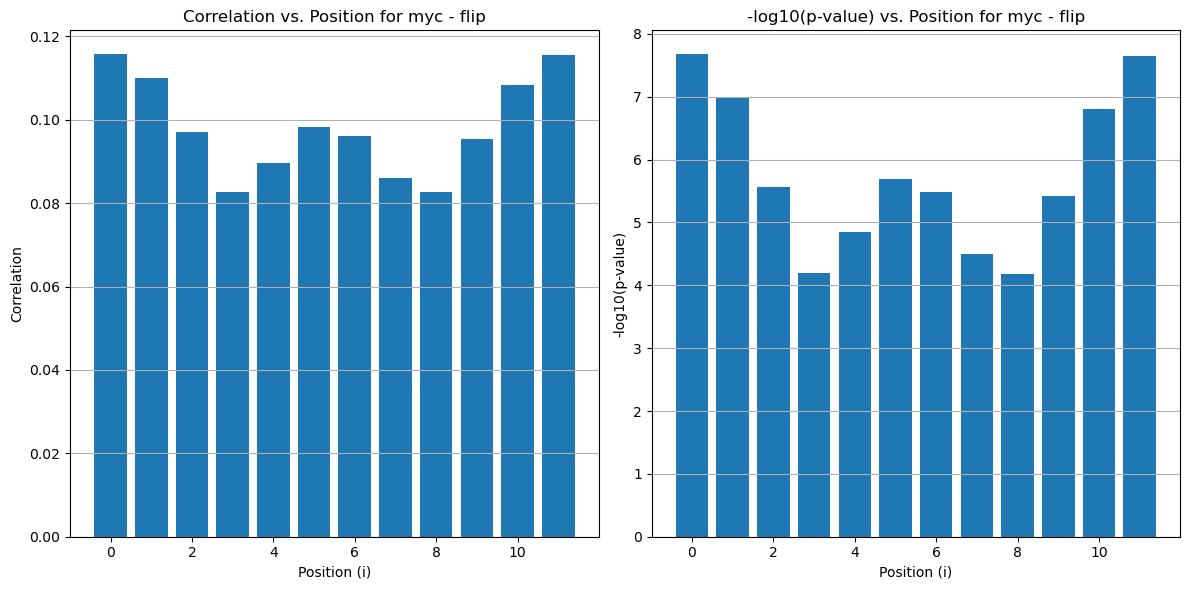 Correlation vs. Position for myc - flip
0.12
0.10
0.08
0.06
0.04
0.02
0.00
Correlation
0 2 4 6 8 10
Position (i)
-log10(p-value) vs. Position for myc - flip
8
7
6
5
4
3
2
1
0
-log10(p-value)
0 2 4 6 8 10
Position (i)